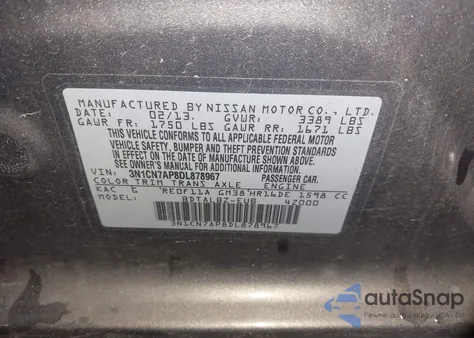 MANUFACTURED BY NISSAN MOTOR CO., LTD.
DATE: 02/13. GVWR: 3389 LBS
GAWR FR: 1750 LBS GAWR RR: 1671 LBS
THIS VEHICLE CONFORMS TO ALL APPLICABLE FEDERAL MOTOR
VEHICLE SAFETY, BUMPER, AND THEFT PREVENTION STANDARDS
IN EFFECT ON THE DATE OF MANUFACTURE SHOWN ABOVE.
SEE OWNER'S MANUAL FOR ADDITIONAL INFORMATION
3N1CN7AP8DL878967 PASSENGER CAR.
COLOR TRIM TRANS AXLE ENGINE
KAC G RE0F11A GM38 HR16DE 1598 CC
MODEL: BDTALBZ-EUB 4Z000
3N1CN7AP8DL878967
autoSnap